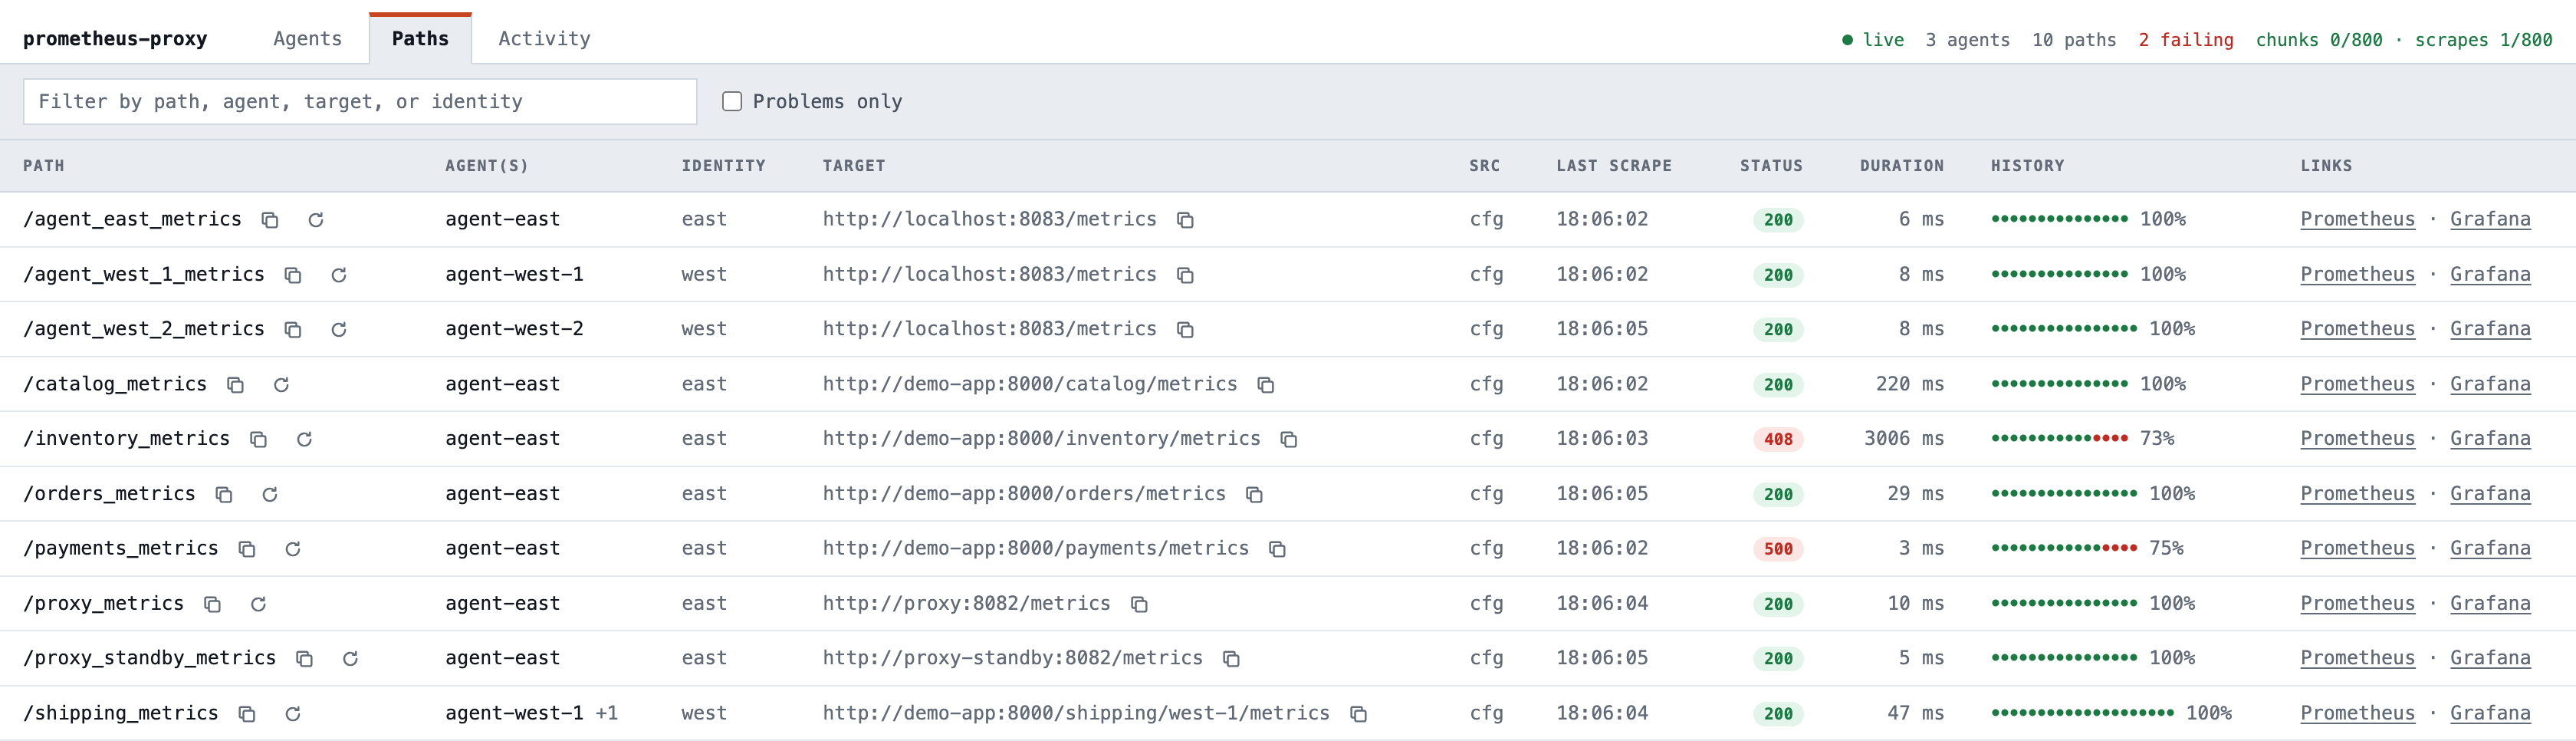 prometheus-proxy Agents Paths Activity live 3 agents 10 paths 2 failing chunks 0/800 · scrapes 1/800
Filter by path, agent, target, or identity Problems only
PATH AGENT(S) IDENTITY TARGET SRC LAST SCRAPE STATUS DURATION HISTORY LINKS
/agent_east_metrics agent-east east http://localhost:8083/metrics cfg 18:06:02 200 6 ms 100% Prometheus · Grafana
/agent_west_1_metrics agent-west-1 west http://localhost:8083/metrics cfg 18:06:02 200 8 ms 100% Prometheus · Grafana
/agent_west_2_metrics agent-west-2 west http://localhost:8083/metrics cfg 18:06:05 200 8 ms 100% Prometheus · Grafana
/catalog_metrics agent-east east http://demo-app:8000/catalog/metrics cfg 18:06:02 200 220 ms 100% Prometheus · Grafana
/inventory_metrics agent-east east http://demo-app:8000/inventory/metrics cfg 18:06:03 408 3006 ms 73% Prometheus · Grafana
/orders_metrics agent-east east http://demo-app:8000/orders/metrics cfg 18:06:05 200 29 ms 100% Prometheus · Grafana
/payments_metrics agent-east east http://demo-app:8000/payments/metrics cfg 18:06:02 500 3 ms 75% Prometheus · Grafana
/proxy_metrics agent-east east http://proxy:8082/metrics cfg 18:06:04 200 10 ms 100% Prometheus · Grafana
/proxy_standby_metrics agent-east east http://proxy-standby:8082/metrics cfg 18:06:05 200 5 ms 100% Prometheus · Grafana
/shipping_metrics agent-west-1 +1 west http://demo-app:8000/shipping/west-1/metrics cfg 18:06:04 200 47 ms 100% Prometheus · Grafana